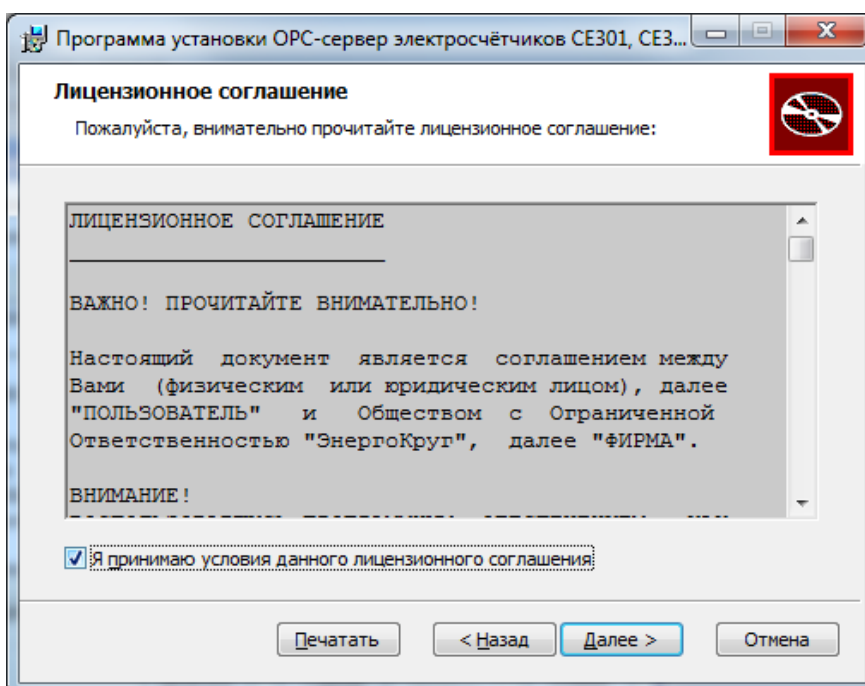 Программа установки OPC-сервер электросчётчиков CE301, CE3...
Лицензионное соглашение
Пожалуйста, внимательно прочитайте лицензионное соглашение:
ЛИЦЕНЗИОННОЕ СОГЛАШЕНИЕ
ВАЖНО! ПРОЧИТАЙТЕ ВНИМАТЕЛЬНО!
Настоящий документ является соглашением между
Вами (физическим или юридическим лицом), далее
"ПОЛЬЗОВАТЕЛЬ" и Обществом с Ограниченной
Ответственностью "ЭнергоКруг", далее "ФИРМА".
ВНИМАНИЕ!
Я принимаю условия данного лицензионного соглашения
Печатать
< Назад
Далее >
Отмена